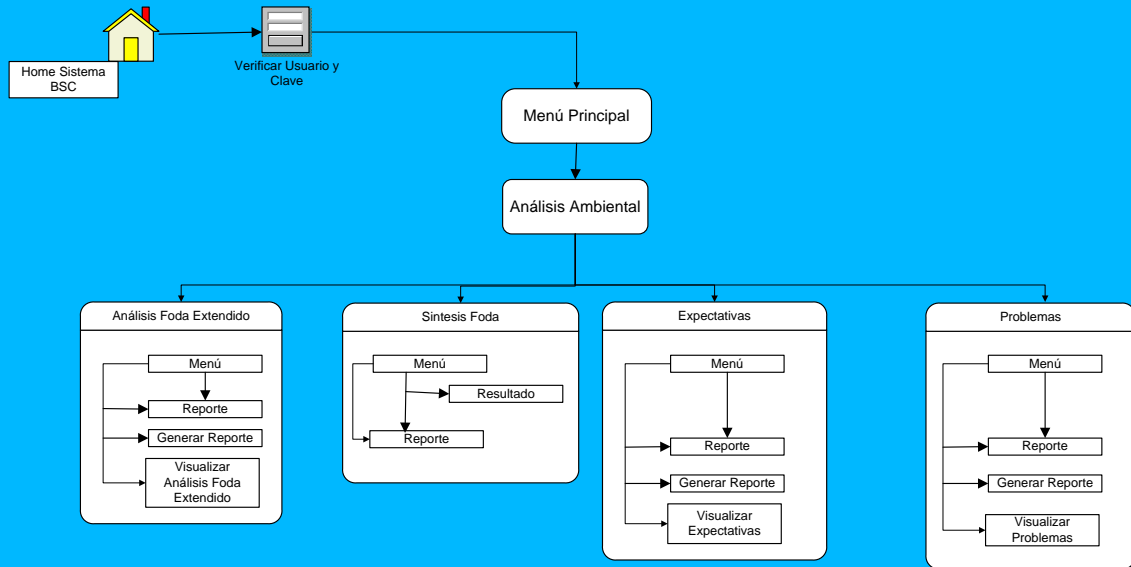 Home Sistema
BSC
Verificar Usuario y
Clave
Menú Principal
Análisis Ambiental
Análisis Foda Extendido
Menú
Reporte
Generar Reporte
Visualizar
Análisis Foda
Extendido
Sintesis Foda
Menú
Resultado
Reporte
Expectativas
Menú
Reporte
Generar Reporte
Visualizar
Expectativas
Problemas
Menú
Reporte
Generar Reporte
Visualizar
Problemas